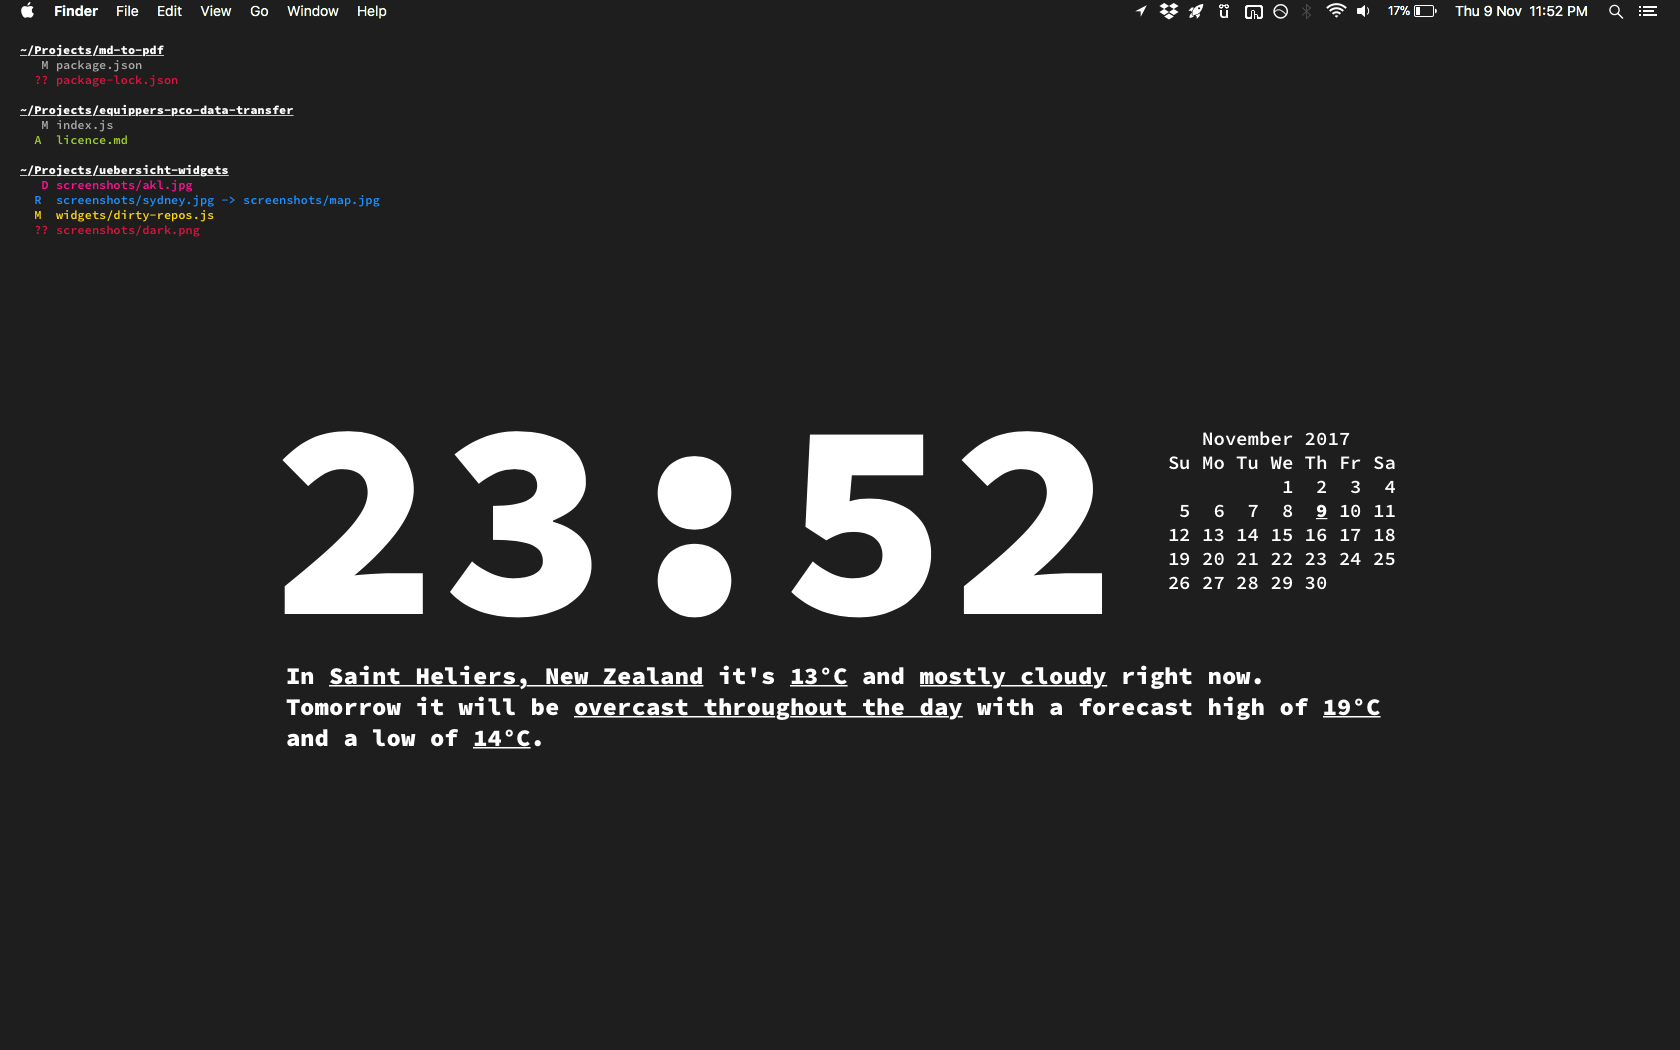 Finder File Edit View Go Window Help 17% Thu 9 Nov 11:52 PM
~/Projects/md-to-pdf
M package.json
?? package-lock.json
~/Projects/equippers-pco-data-transfer
M index.js
A licence.md
~/Projects/uebersicht-widgets
D screenshots/akl.jpg
R screenshots/sydney.jpg -> screenshots/map.jpg
M widgets/dirty-repos.js
?? screenshots/dark.png
23:52
November 2017
Su Mo Tu We Th Fr Sa
1 2 3 4
5 6 7 8 9 10 11
12 13 14 15 16 17 18
19 20 21 22 23 24 25
26 27 28 29 30
In Saint Heliers, New Zealand it's 13°C and mostly cloudy right now.
Tomorrow it will be overcast throughout the day with a forecast high of 19°C
and a low of 14°C.